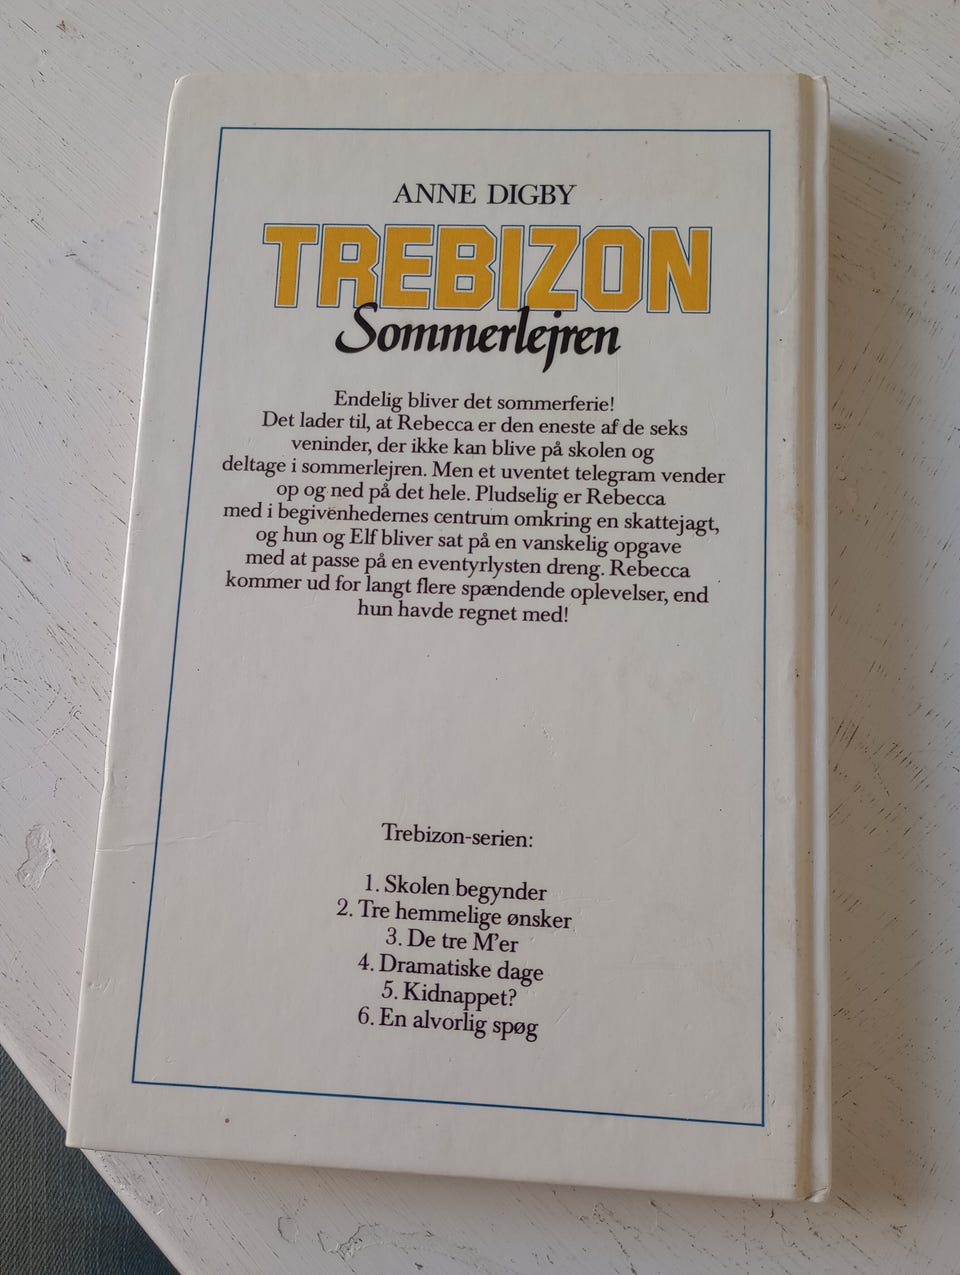 ANNE DIGBY
TREBIZON
Sommerlejren
Endelig bliver det sommerferie!
Det lader til, at Rebecca er den eneste af de seks
veninder, der ikke kan blive på skolen og
deltage i sommerlejren. Men et uventet telegram vender
op og ned på det hele. Pludselig er Rebecca
med i begivenhedernes centrum omkring en skattejagt,
og hun og Elf bliver sat på en vanskelig opgave
med at passe på en eventyrlysten dreng. Rebecca
kommer ud for langt flere spændende oplevelser, end
hun havde regnet med!
Trebizon-serien:
1. Skolen begynder
2. Tre hemmelige ønsker
3. De tre M'er
4. Dramatiske dage
5. Kidnappet?
6. En alvorlig spøg